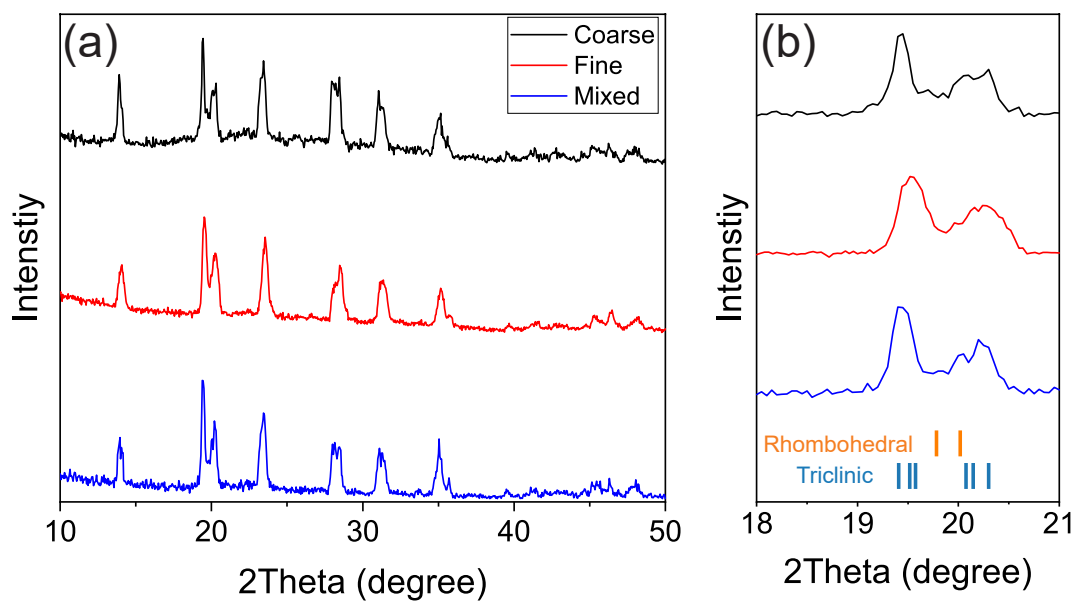 (a)
Coarse
Fine
Mixed
Intenstiy
10 20 30 40 50
2Theta (degree)
(b)
Intenstiy
Rhombohedral
Triclinic
18 19 20 21
2Theta (degree)